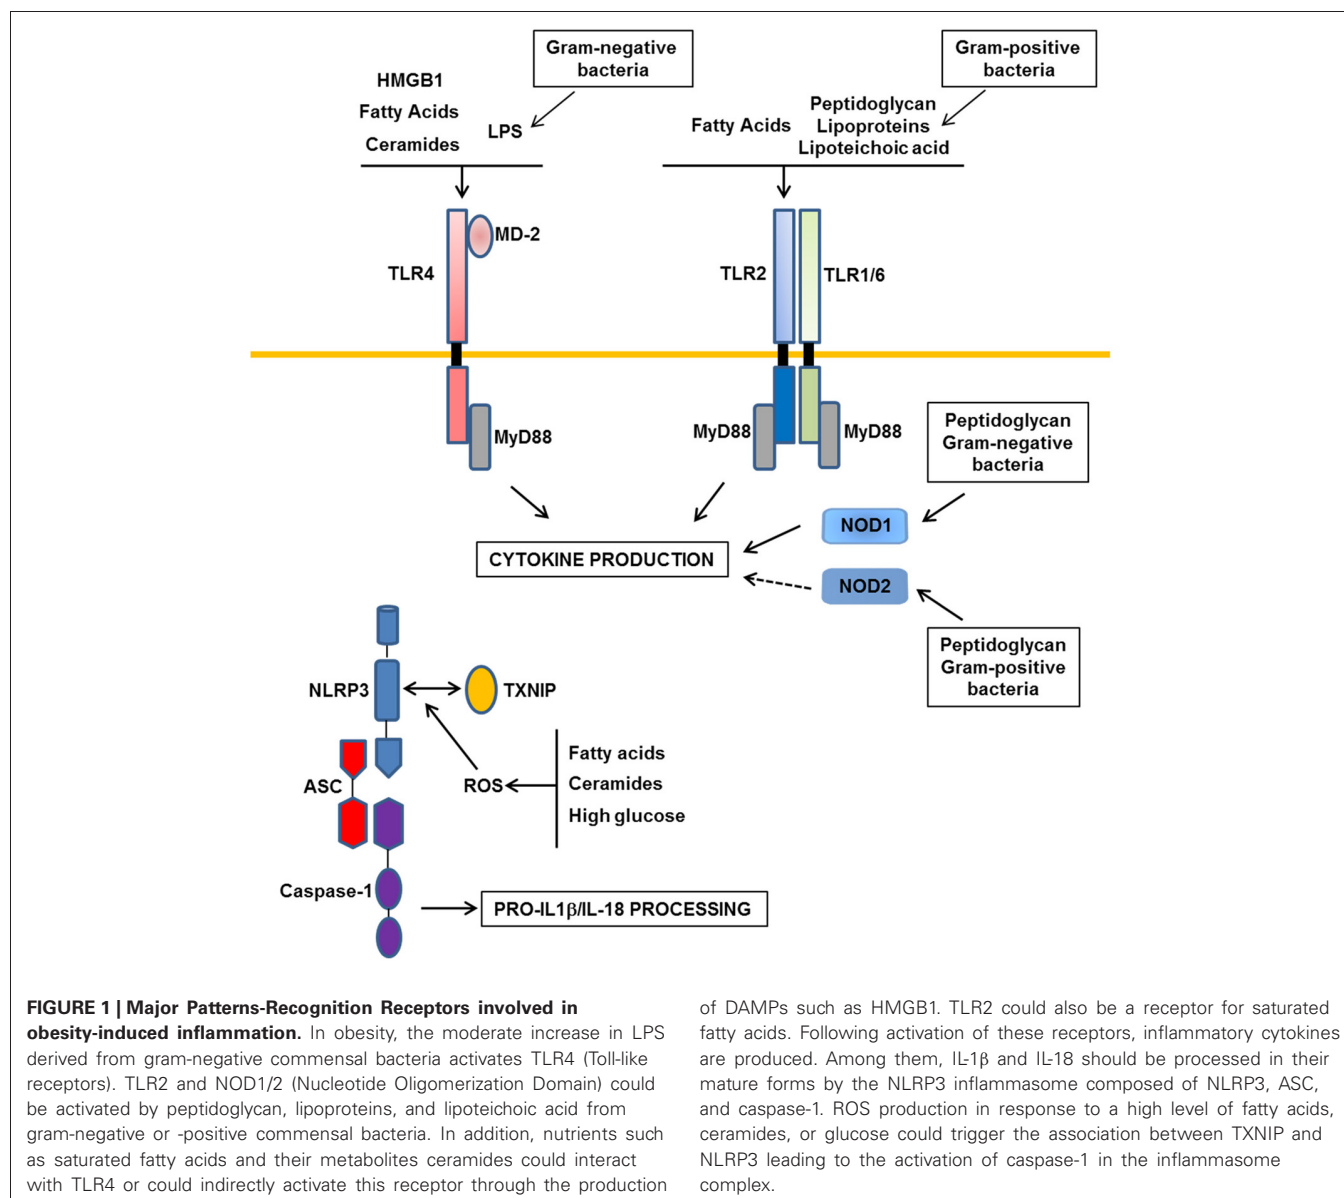 Gram-negative
bacteria
Gram-positive
bacteria
HMGB1
Fatty Acids
Ceramides
LPS
Fatty Acids
Peptidoglycan
Lipoproteins
Lipoteichoic acid
MD-2
TLR4
TLR2
TLR1/6
MyD88
MyD88
MyD88
Peptidoglycan
Gram-negative
bacteria
NOD1
CYTOKINE PRODUCTION
NOD2
Peptidoglycan
Gram-positive
bacteria
NLRP3
TXNIP
Fatty acids
Ceramides
High glucose
ROS
ASC
Caspase-1
PRO-IL1β/IL-18 PROCESSING
FIGURE 1 | Major Patterns-Recognition Receptors involved in
obesity-induced inflammation. In obesity, the moderate increase in LPS
derived from gram-negative commensal bacteria activates TLR4 (Toll-like
receptors). TLR2 and NOD1/2 (Nucleotide Oligomerization Domain) could
be activated by peptidoglycan, lipoproteins, and lipoteichoic acid from
gram-negative or -positive commensal bacteria. In addition, nutrients such
as saturated fatty acids and their metabolites ceramides could interact
with TLR4 or could indirectly activate this receptor through the production
of DAMPs such as HMGB1. TLR2 could also be a receptor for saturated
fatty acids. Following activation of these receptors, inflammatory cytokines
are produced. Among them, IL-1β and IL-18 should be processed in their
mature forms by the NLRP3 inflammasome composed of NLRP3, ASC,
and caspase-1. ROS production in response to a high level of fatty acids,
ceramides, or glucose could trigger the association between TXNIP and
NLRP3 leading to the activation of caspase-1 in the inflammasome
complex.